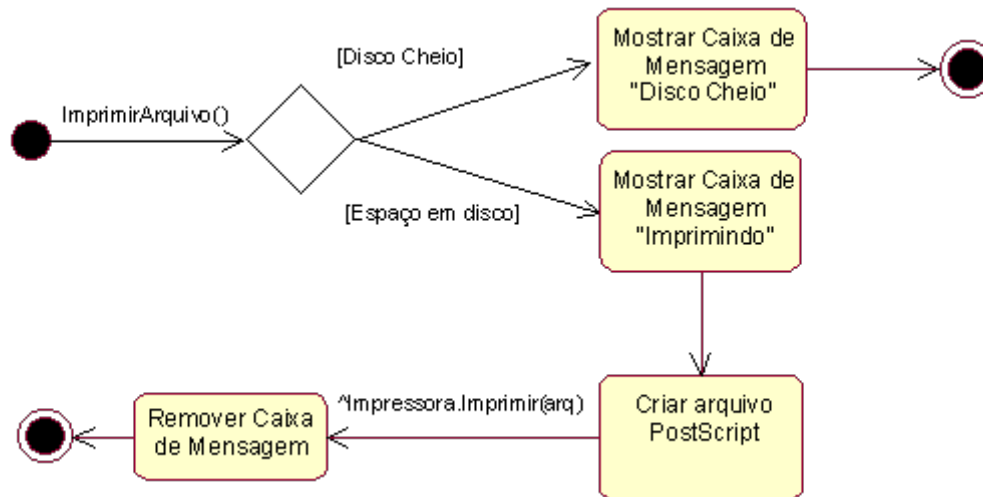 Mostrar Caixa de
Mensagem
"Disco Cheio"
[Disco Cheio]
ImprimirArquivo()
[Espaço em disco]
Mostrar Caixa de
Mensagem
"Imprimindo"
Criar arquivo
PostScript
^Impressora.Imprimir(arq)
Remover Caixa
de Mensagem